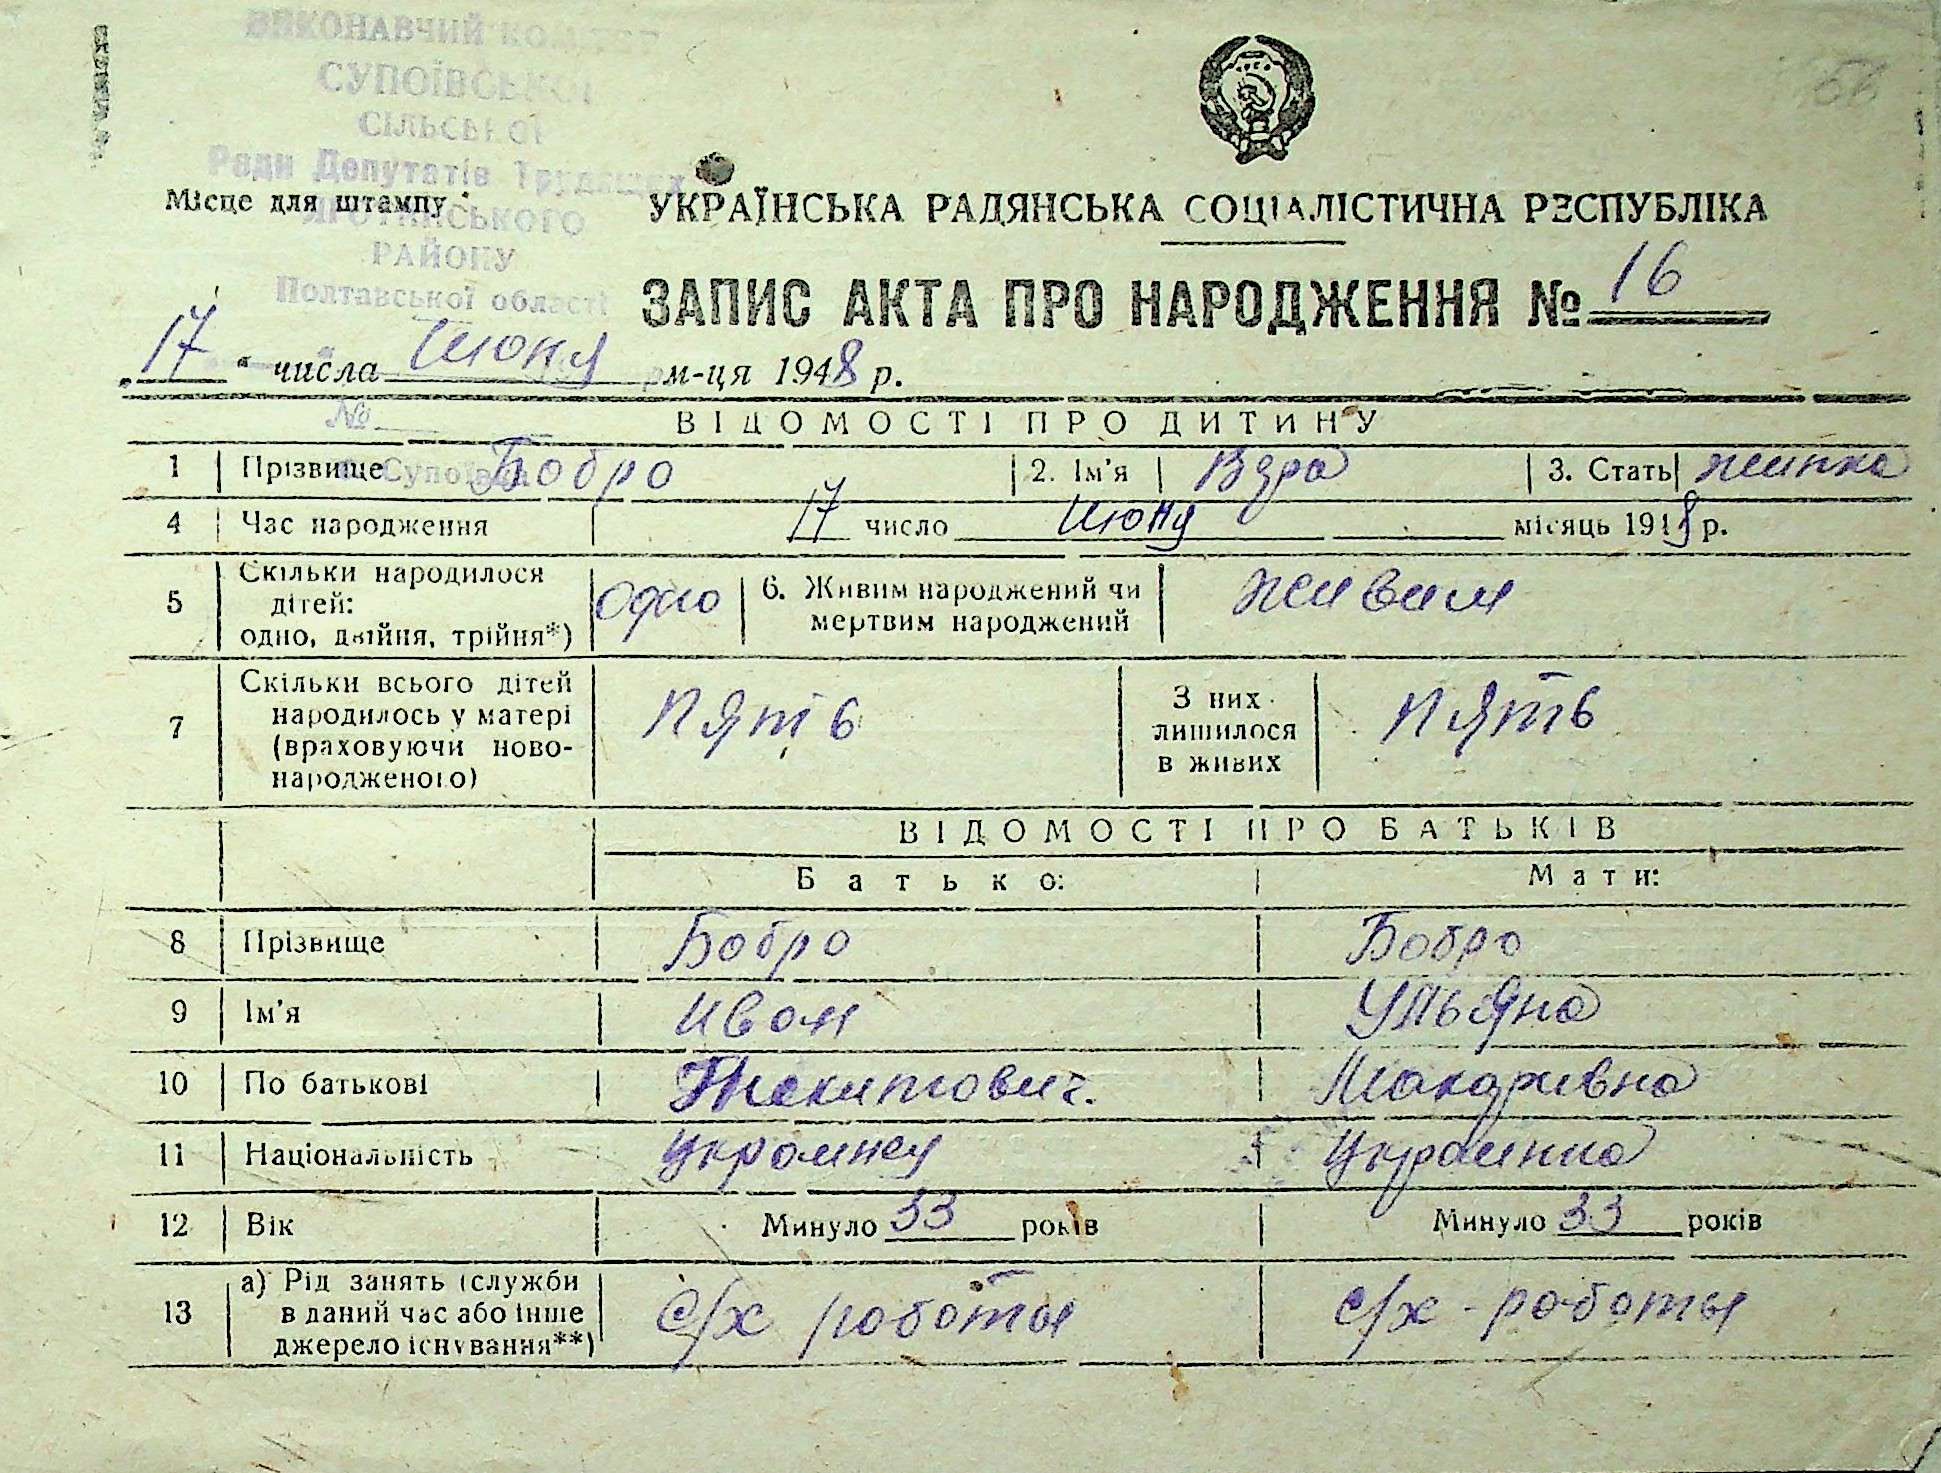 ВИКОНАВЧИЙ КОМІТЕТ
СУПОЇВСЬКОЇ
СІЛЬСЬКОЇ
Ради Депутатів Трудящих
ЯГОТИНСЬКОГО
РАЙОНУ
Полтавської області
№
с. Супоївка
Місце для штампу
УКРАЇНСЬКА РАДЯНСЬКА СОЦІАЛІСТИЧНА РЕСПУБЛІКА
ЗАПИС АКТА ПРО НАРОДЖЕННЯ № 16
„17“ числа Июня м-ця 1948 р.
ВІДОМОСТІ ПРО ДИТИНУ
1 Прізвище Бобро 2. Ім'я Вэра 3. Стать жинка
4 Час народження 17 число Июня місяць 1948 р.
5 Скільки народилося дітей: одно, двійня, трійня*) одно 6. Живим народжений чи мертвим народжений живим
7 Скільки всього дітей народилось у матері (враховуючи новонародженого) пять З них лишилося в живих пять
ВІДОМОСТІ ПРО БАТЬКІВ
Батько: Мати:
8 Прізвище Бобро Бобро
9 Ім'я Иван Ульяна
10 По батькові Макаривна
11 Національність украинец украинка
12 Вік Минуло 33 років Минуло 33 років
13 а) Рід занять (служби в даний час або інше джерело існування**) с/х роботы с/х - роботы